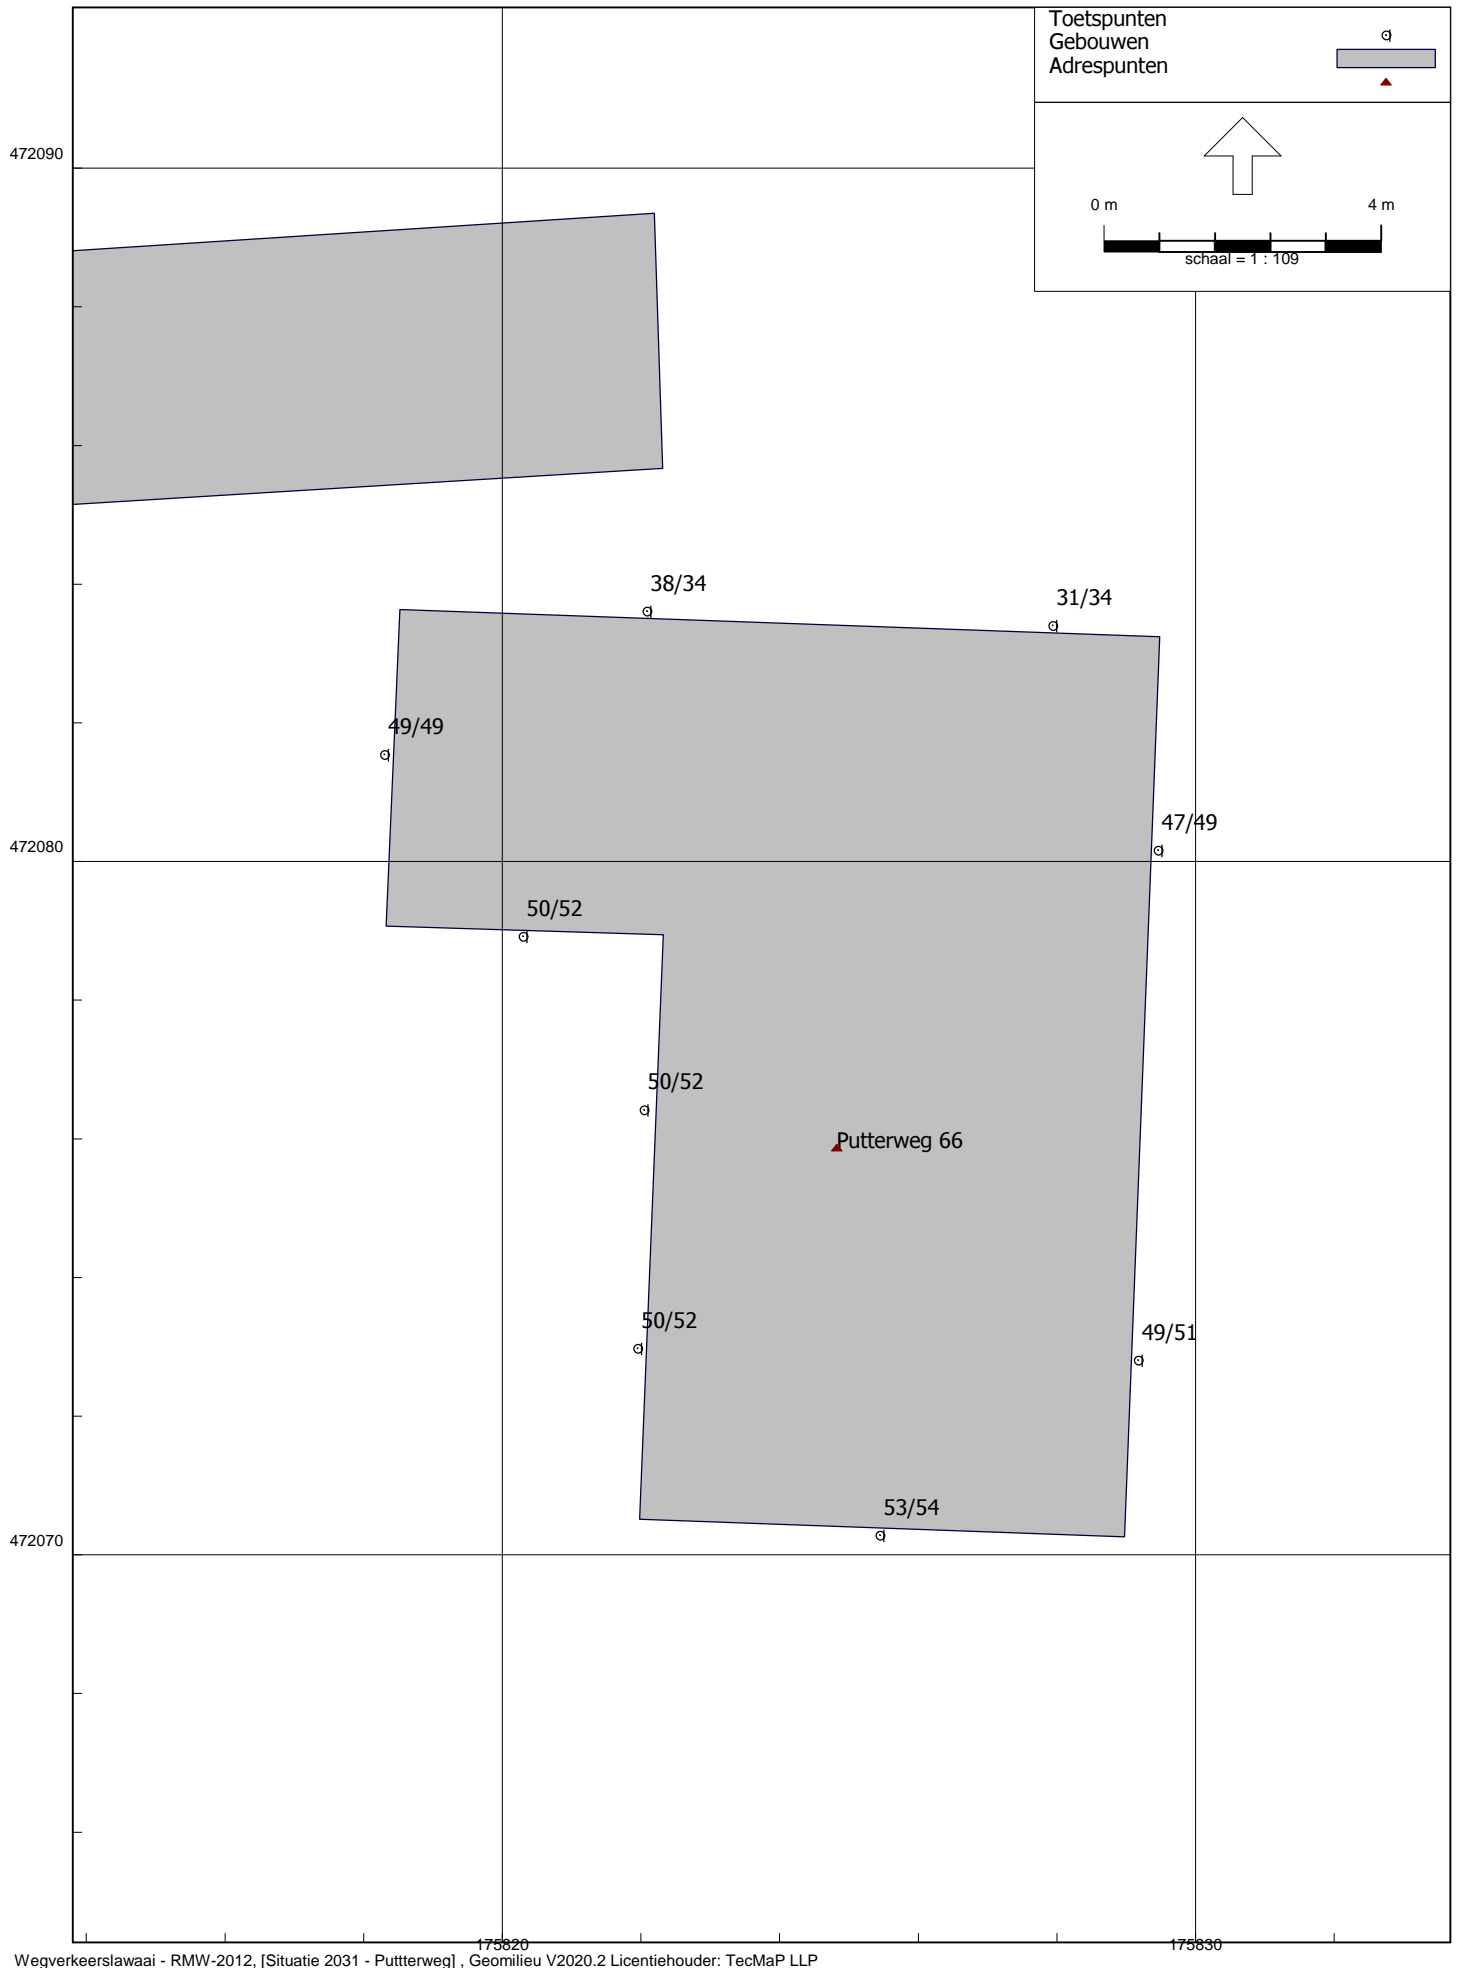 Toetspunten
Gebouwen
Adrespunten
472090
0 m 4 m
schaal = 1 : 109
38/34
31/34
49/49
47/49
472080
50/52
50/52
Putterweg 66
50/52
49/51
53/54
472070
175820 175830
Wegverkeerslawaai - RMW-2012, [Situatie 2031 - Puttterweg] , Geomilieu V2020.2 Licentiehouder: TecMaP LLP